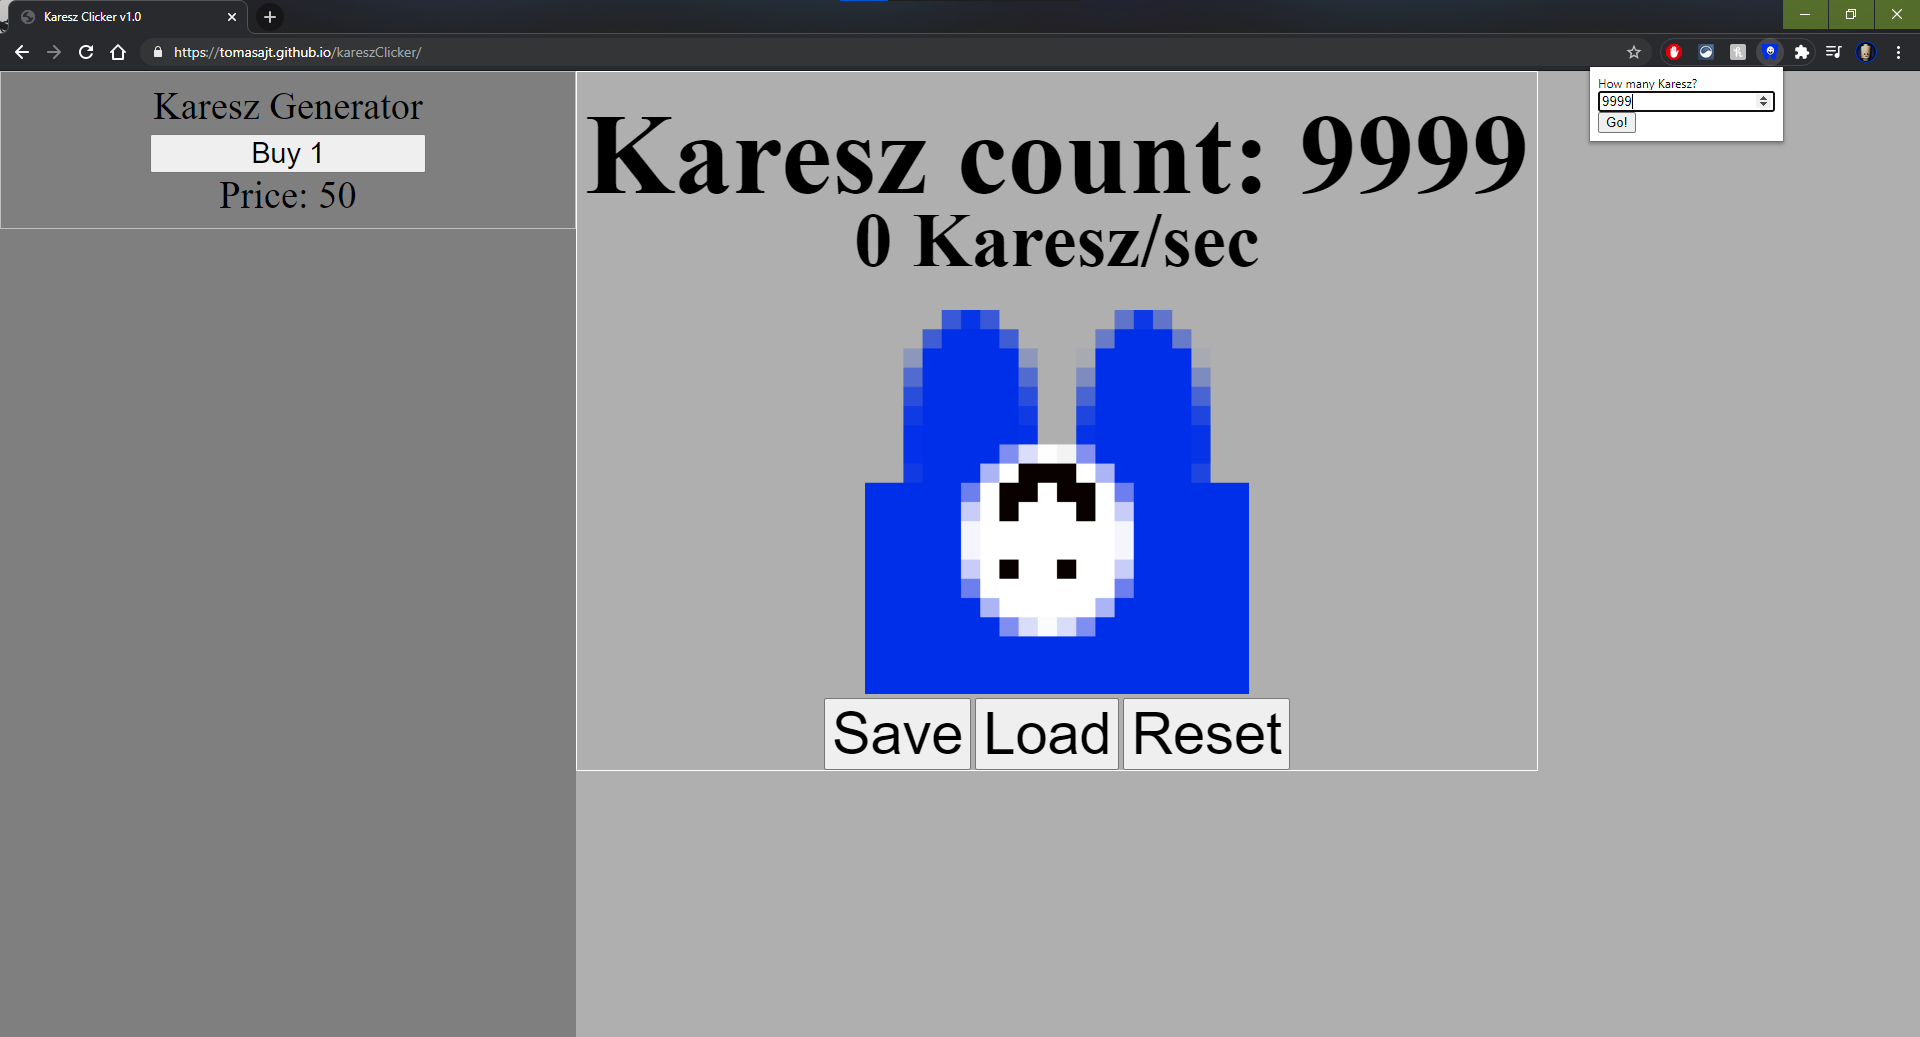 Karesz Clicker v1.0
https://tomasajt.github.io/kareszClicker/
How many Karesz?
9999
Go!
Karesz Generator
Buy 1
Price: 50
Karesz count: 9999
0 Karesz/sec
Save Load Reset